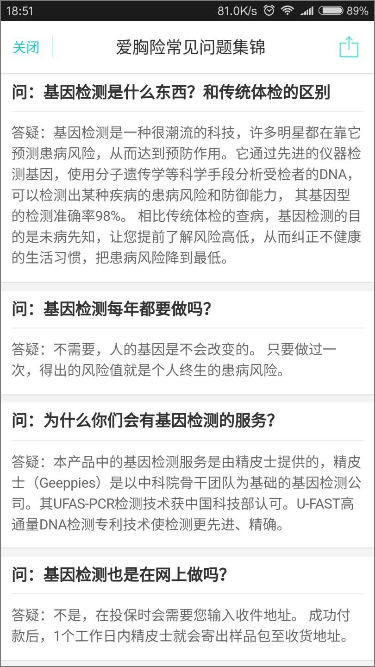 18:51
81.0K/s
89%
关闭
爱胸险常见问题集锦
问：基因检测是什么东西？和传统体检的区别
答疑：基因检测是一种很潮流的科技，许多明星都在靠它
预测患病风险，从而达到预防作用。它通过先进的仪器检
测基因，使用分子遗传学等科学手段分析受检者的DNA，
可以检测出某种疾病的患病风险和防御能力， 其基因型
的检测准确率98%。 相比传统体检的查病，基因检测的目
的是未病先知，让您提前了解风险高低，从而纠正不健康
的生活习惯，把患病风险降到最低。
问：基因检测每年都要做吗？
答疑：不需要，人的基因是不会改变的。 只要做过一
次，得出的风险值就是个人终生的患病风险。
问：为什么你们会有基因检测的服务？
答疑：本产品中的基因检测服务是由精皮士提供的，精皮
士（Geeppies）是以中科院骨干团队为基础的基因检测公
司。其UFAS-PCR检测技术获中国科技部认可。U-FAST高
通量DNA检测专利技术使检测更先进、精确。
问：基因检测也是在网上做吗？
答疑：不是，在投保时会需要您输入收件地址。 成功付
款后，1个工作日内精皮士就会寄出样品包至收货地址。